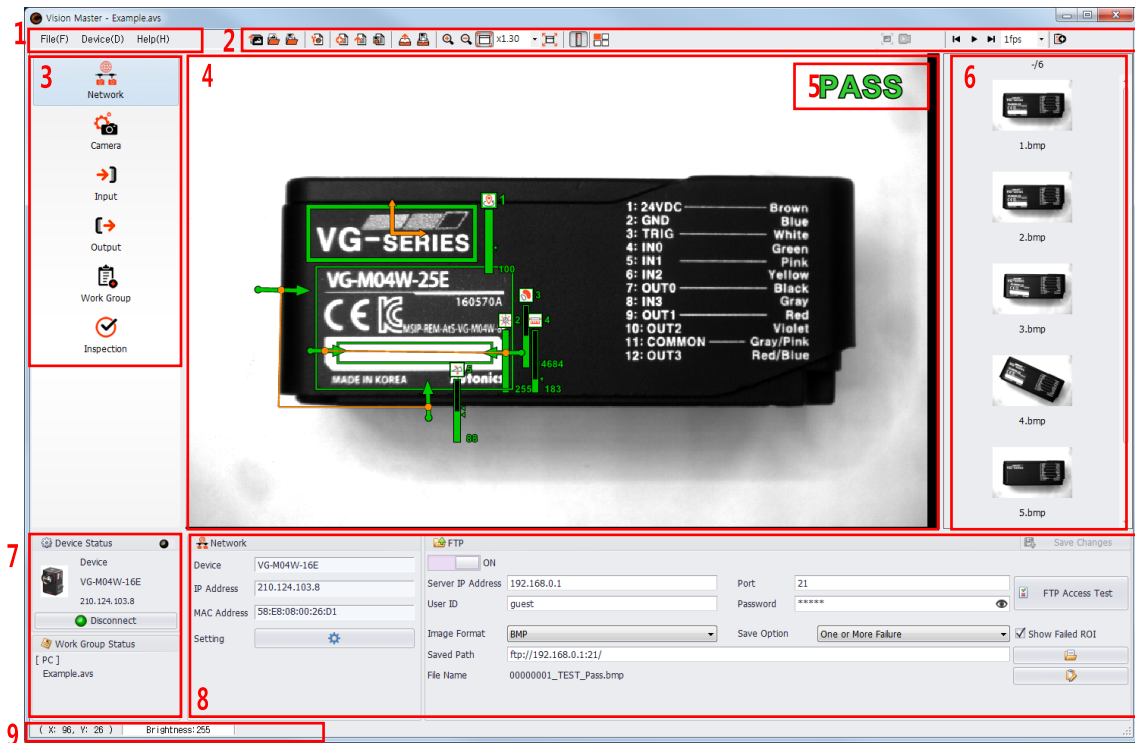 Vision Master - Example.avs
1
File(F) Device(D) Help(H)
2
x1.30
1fps
3
Network
Camera
Input
Output
Work Group
Inspection
4
5
PASS
VG-SERIES
1
100
VG-M04W-25E
160570A
CE
MSIP-REM-AtS-VG-M04W-
MADE IN KOREA
Autonics
3
2
4
4684
255
183
88
1: 24VDC Brown
2: GND Blue
3: TRIG White
4: IN0 Green
5: IN1 Pink
6: IN2 Yellow
7: OUT0 Black
8: IN3 Gray
9: OUT1 Red
10: OUT2 Violet
11: COMMON Gray/Pink
12: OUT3 Red/Blue
6
-/6
1.bmp
2.bmp
3.bmp
4.bmp
5.bmp
7
Device Status
Device
VG-M04W-16E
210.124.103.8
Disconnect
Work Group Status
[ PC ]
Example.avs
8
Network
Device VG-M04W-16E
IP Address 210.124.103.8
MAC Address 58:E8:08:00:26:D1
Setting
FTP
Save Changes
ON
Server IP Address 192.168.0.1 Port 21
User ID guest Password *****
FTP Access Test
Image Format BMP Save Option One or More Failure Show Failed ROI
Saved Path ftp://192.168.0.1:21/
File Name 00000001_TEST_Pass.bmp
9
( X: 96, Y: 26 ) Brightness:255